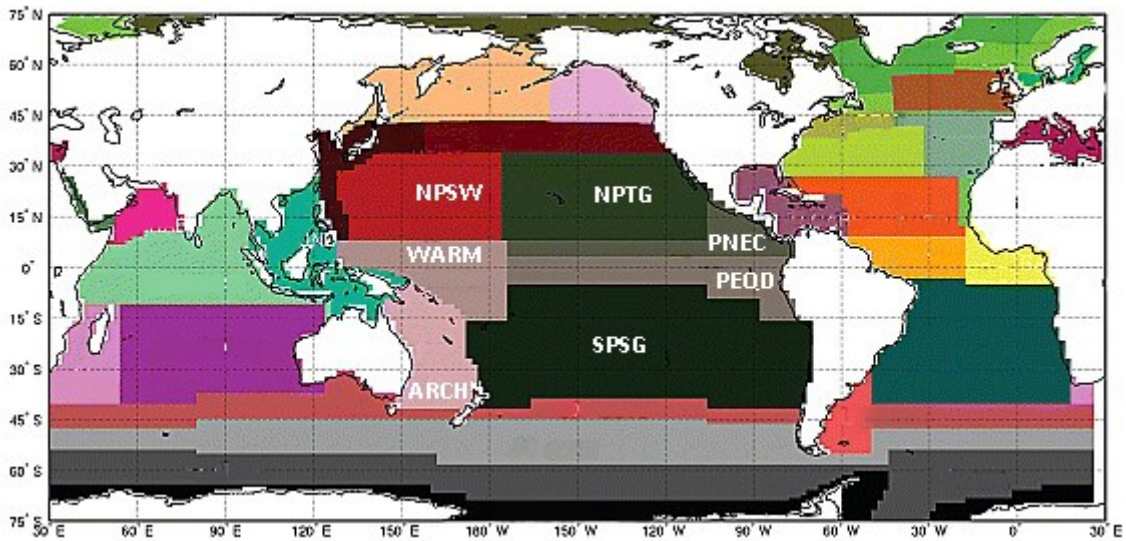 75° N
60° N
45° N
30° N
NPSW NPTG
15° N
PNEC
WARM
0°
PEQD
15° S
SPSG
30° S
ARCH
45° S
60° S
75° S
30° E 60° E 90° E 120° E 150° E 180° W 150° W 120° W 90° W 60° W 30° W 0° 30° E